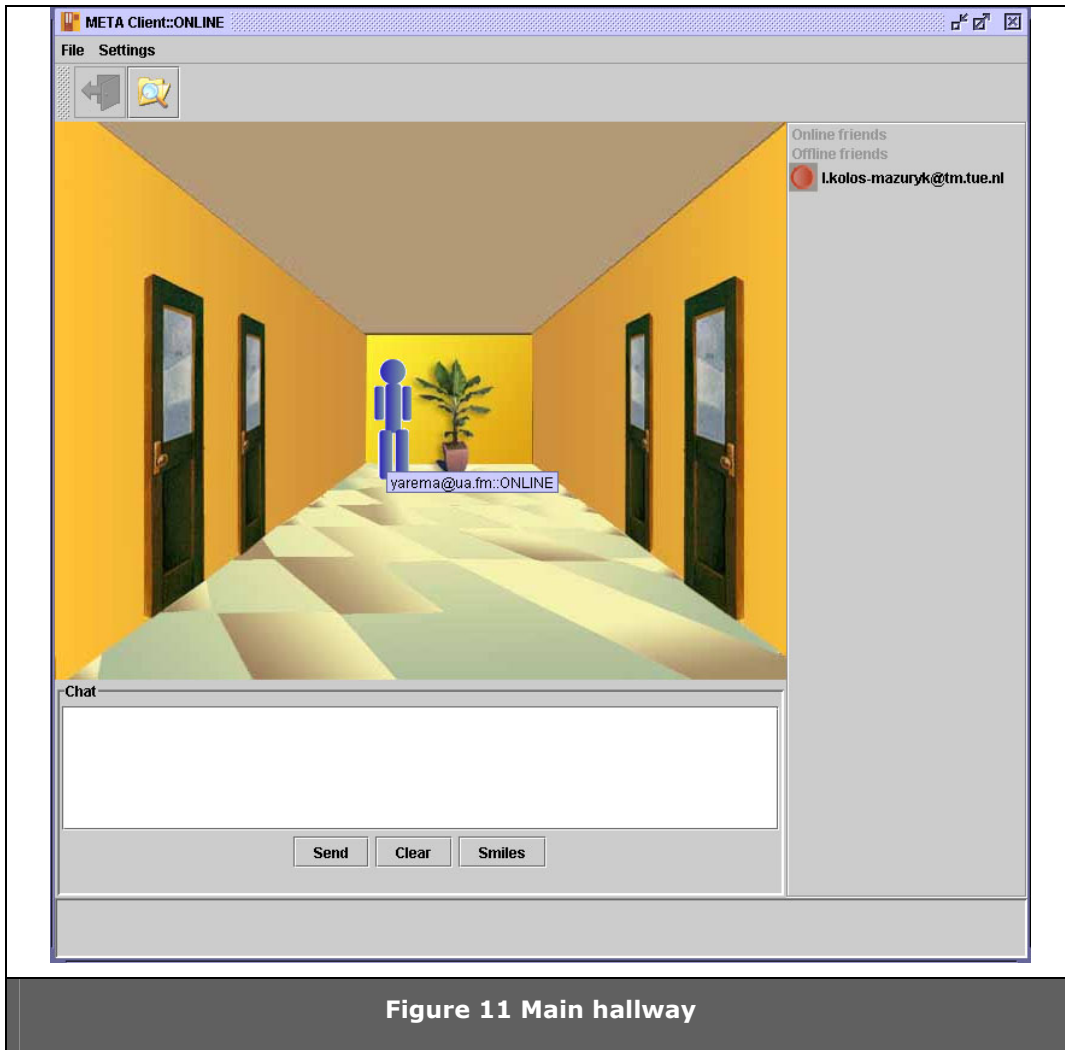 META Client::ONLINE
File Settings
Online friends
Offline friends
l.kolos-mazuryk@tm.tue.nl
yarema@ua.fm::ONLINE
Chat
Send Clear Smiles
Figure 11 Main hallway